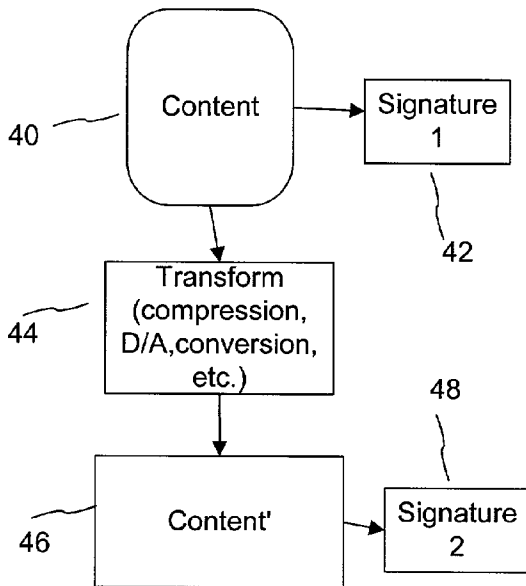 Content
Signature
1
40
42
Transform
(compression,
D/A,conversion,
etc.)
44
48
Content'
Signature
2
46